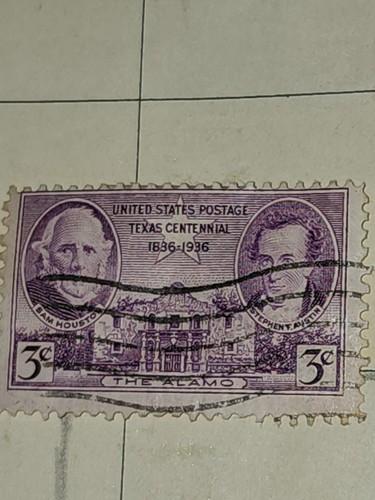 UNITED STATES POSTAGE
TEXAS CENTENNIAL
1836-1936
SAM HOUSTON
STEPHEN F. AUSTIN
3¢
3¢
THE ALAMO